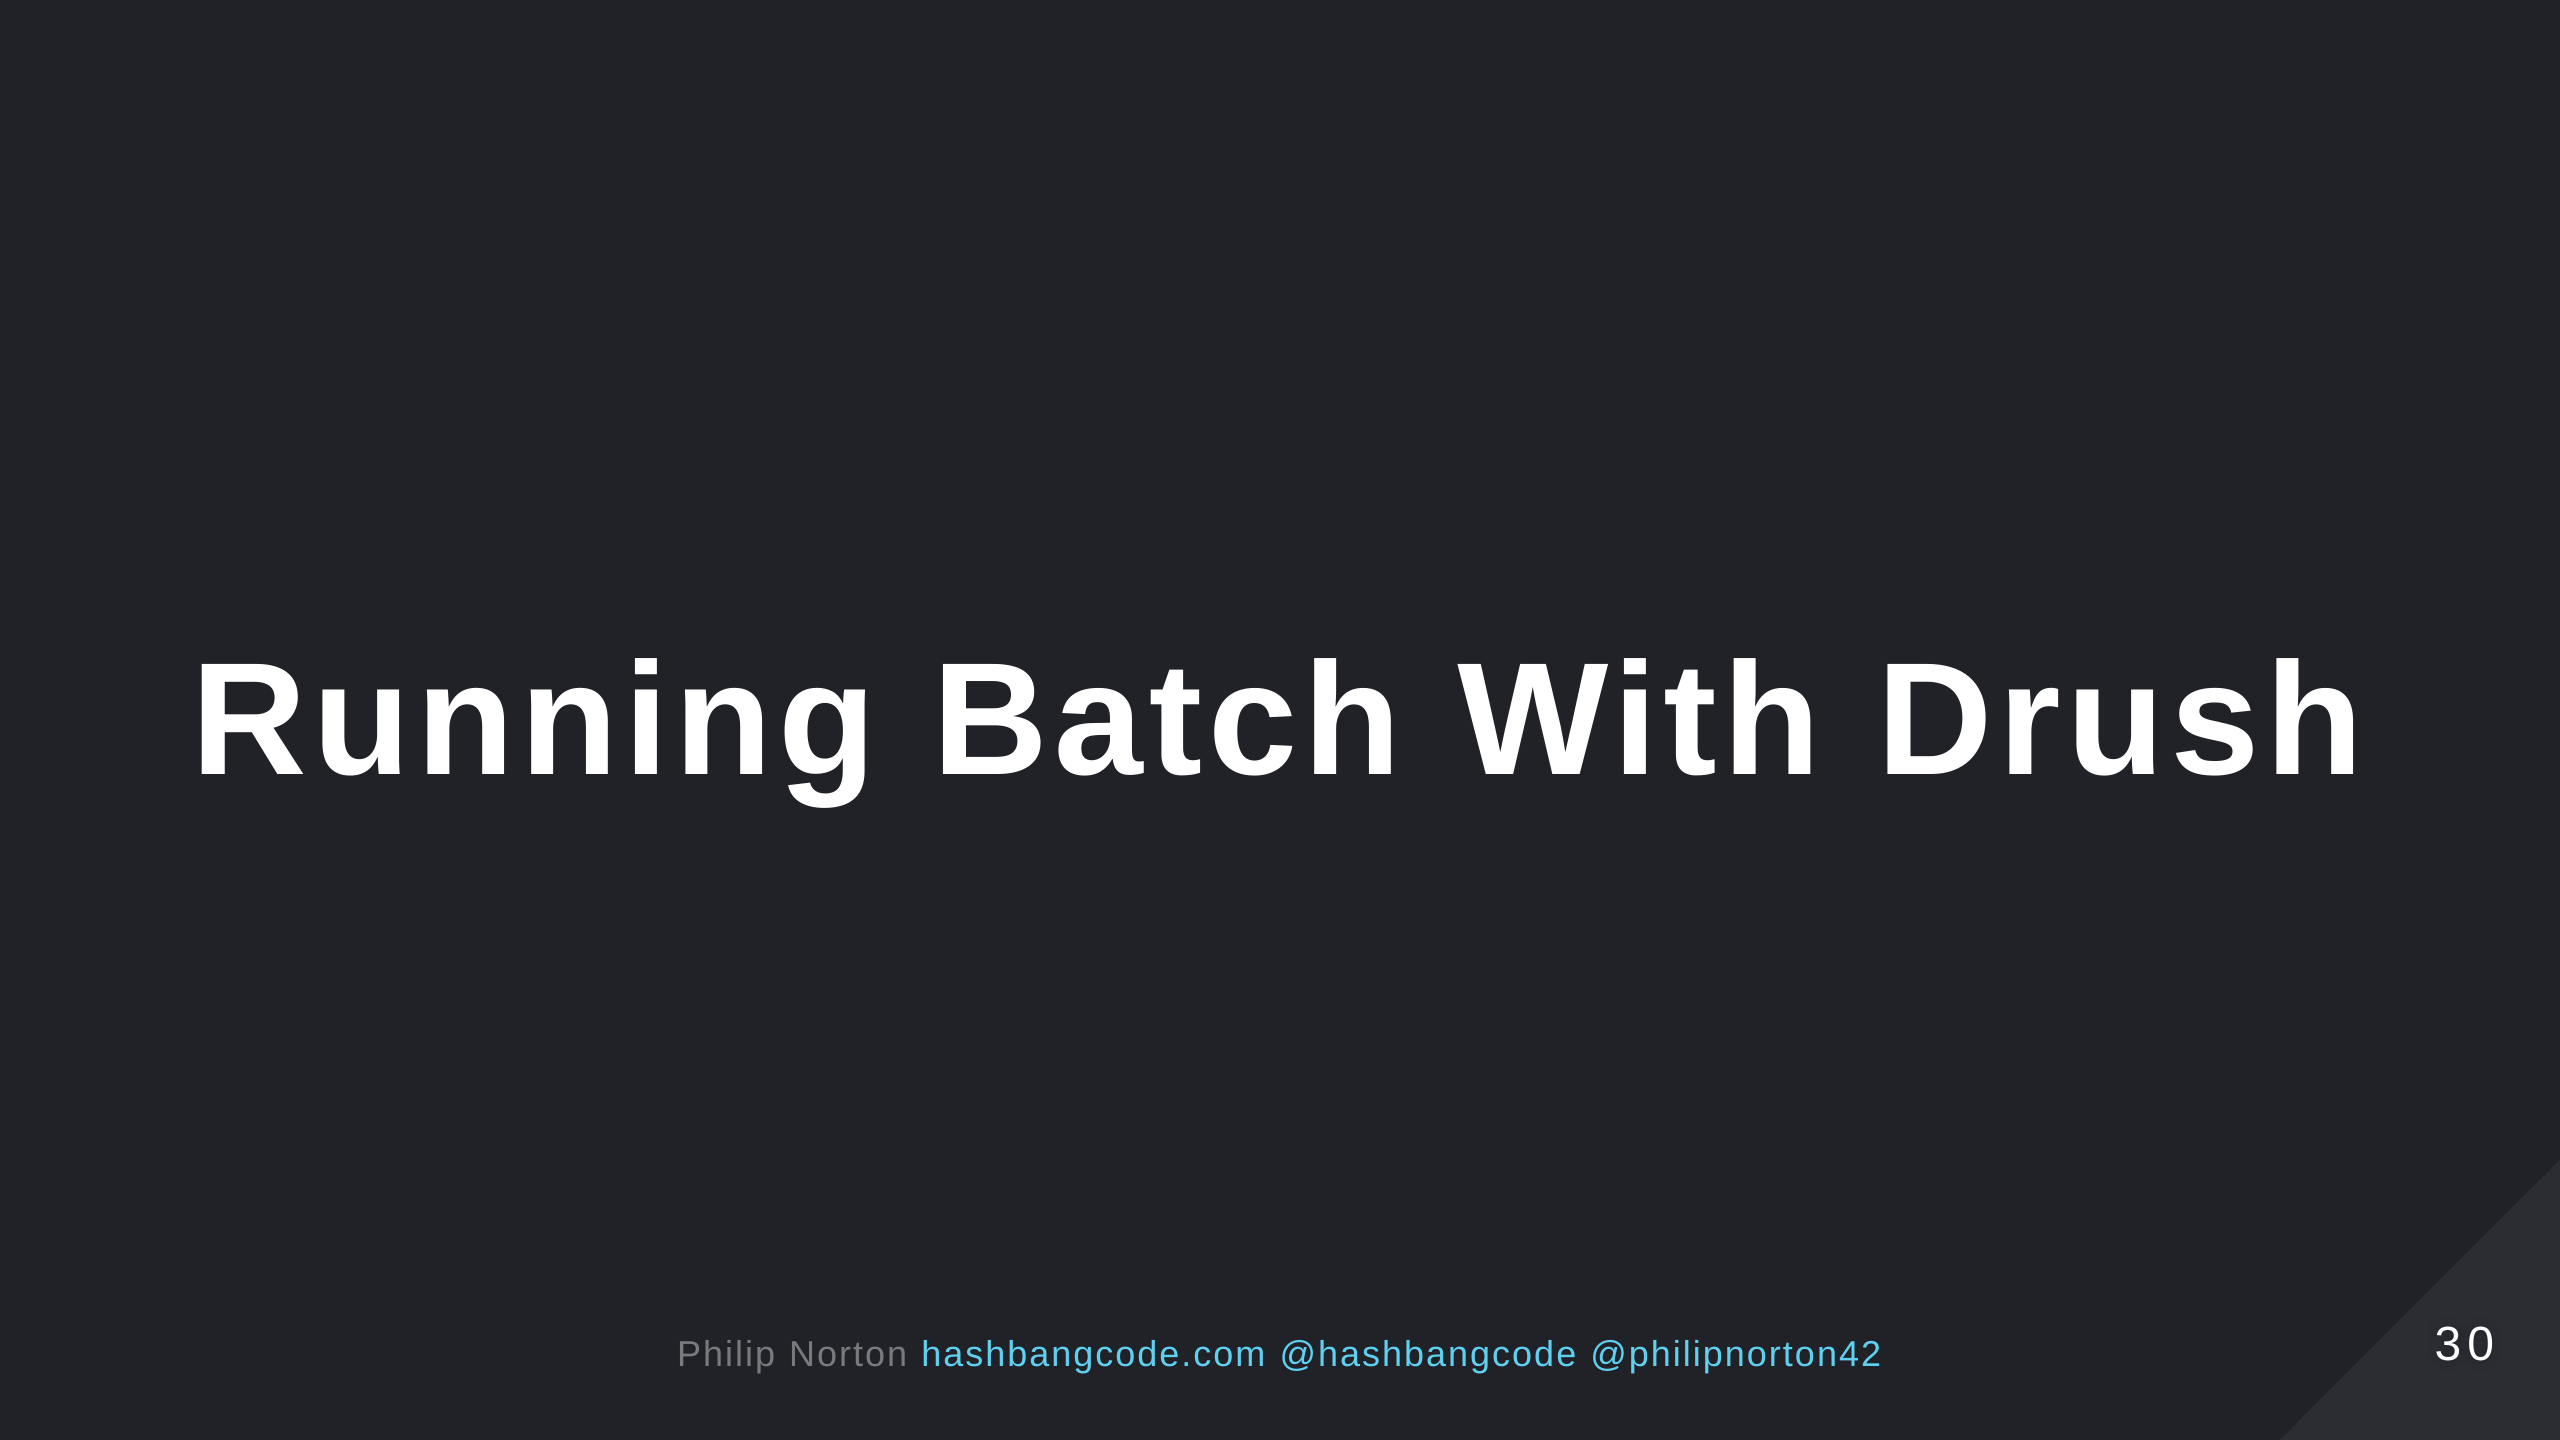 Running Batch With Drush
Philip Norton hashbangcode.com @hashbangcode @philipnorton42
30